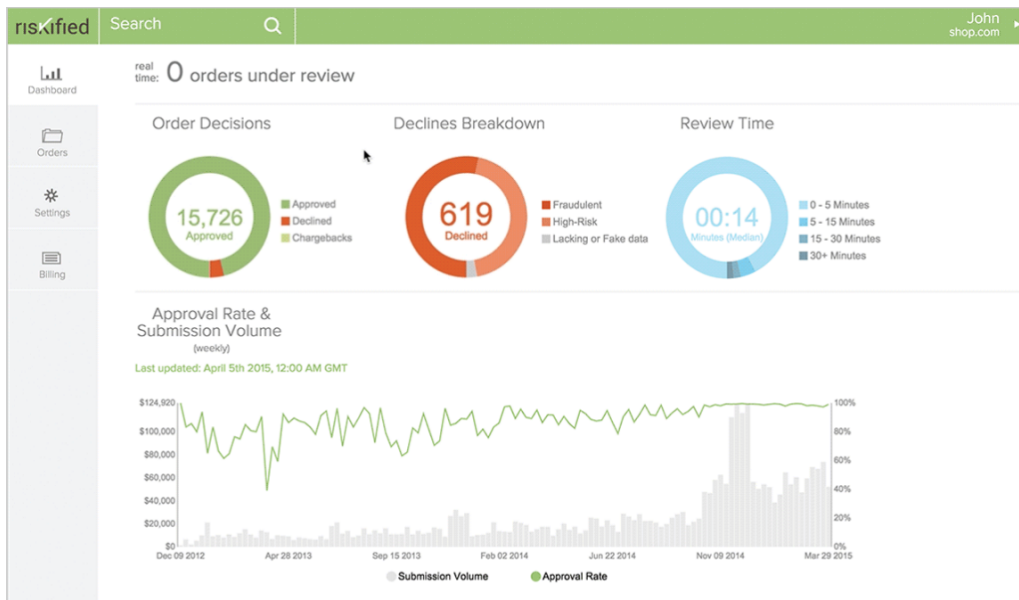 riskified
Search
John
shop.com
Dashboard
Orders
Settings
Billing
real
time: 0 orders under review
Order Decisions
15,726
Approved
Approved
Declined
Chargebacks
Declines Breakdown
619
Declined
Fraudulent
High-Risk
Lacking or Fake data
Review Time
00:14
Minutes (Median)
0 - 5 Minutes
5 - 15 Minutes
15 - 30 Minutes
30+ Minutes
Approval Rate &
Submission Volume
(weekly)
Last updated: April 5th 2015, 12:00 AM GMT
$124,920
$100,000
$80,000
$60,000
$40,000
$20,000
$0
100%
80%
60%
40%
20%
0%
Dec 09 2012
Apr 28 2013
Sep 15 2013
Feb 02 2014
Jun 22 2014
Nov 09 2014
Mar 29 2015
Submission Volume
Approval Rate